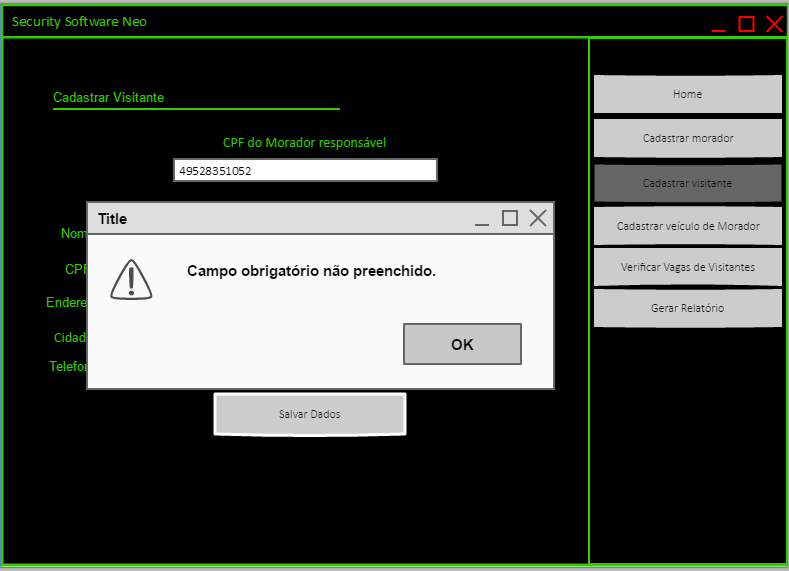 Security Software Neo
Cadastrar Visitante
CPF do Morador responsável
49528351052
Title
Campo obrigatório não preenchido.
OK
Nom
CPF
Endere
Cidad
Telefor
Salvar Dados
Home
Cadastrar morador
Cadastrar visitante
Cadastrar veículo de Morador
Verificar Vagas de Visitantes
Gerar Relatório